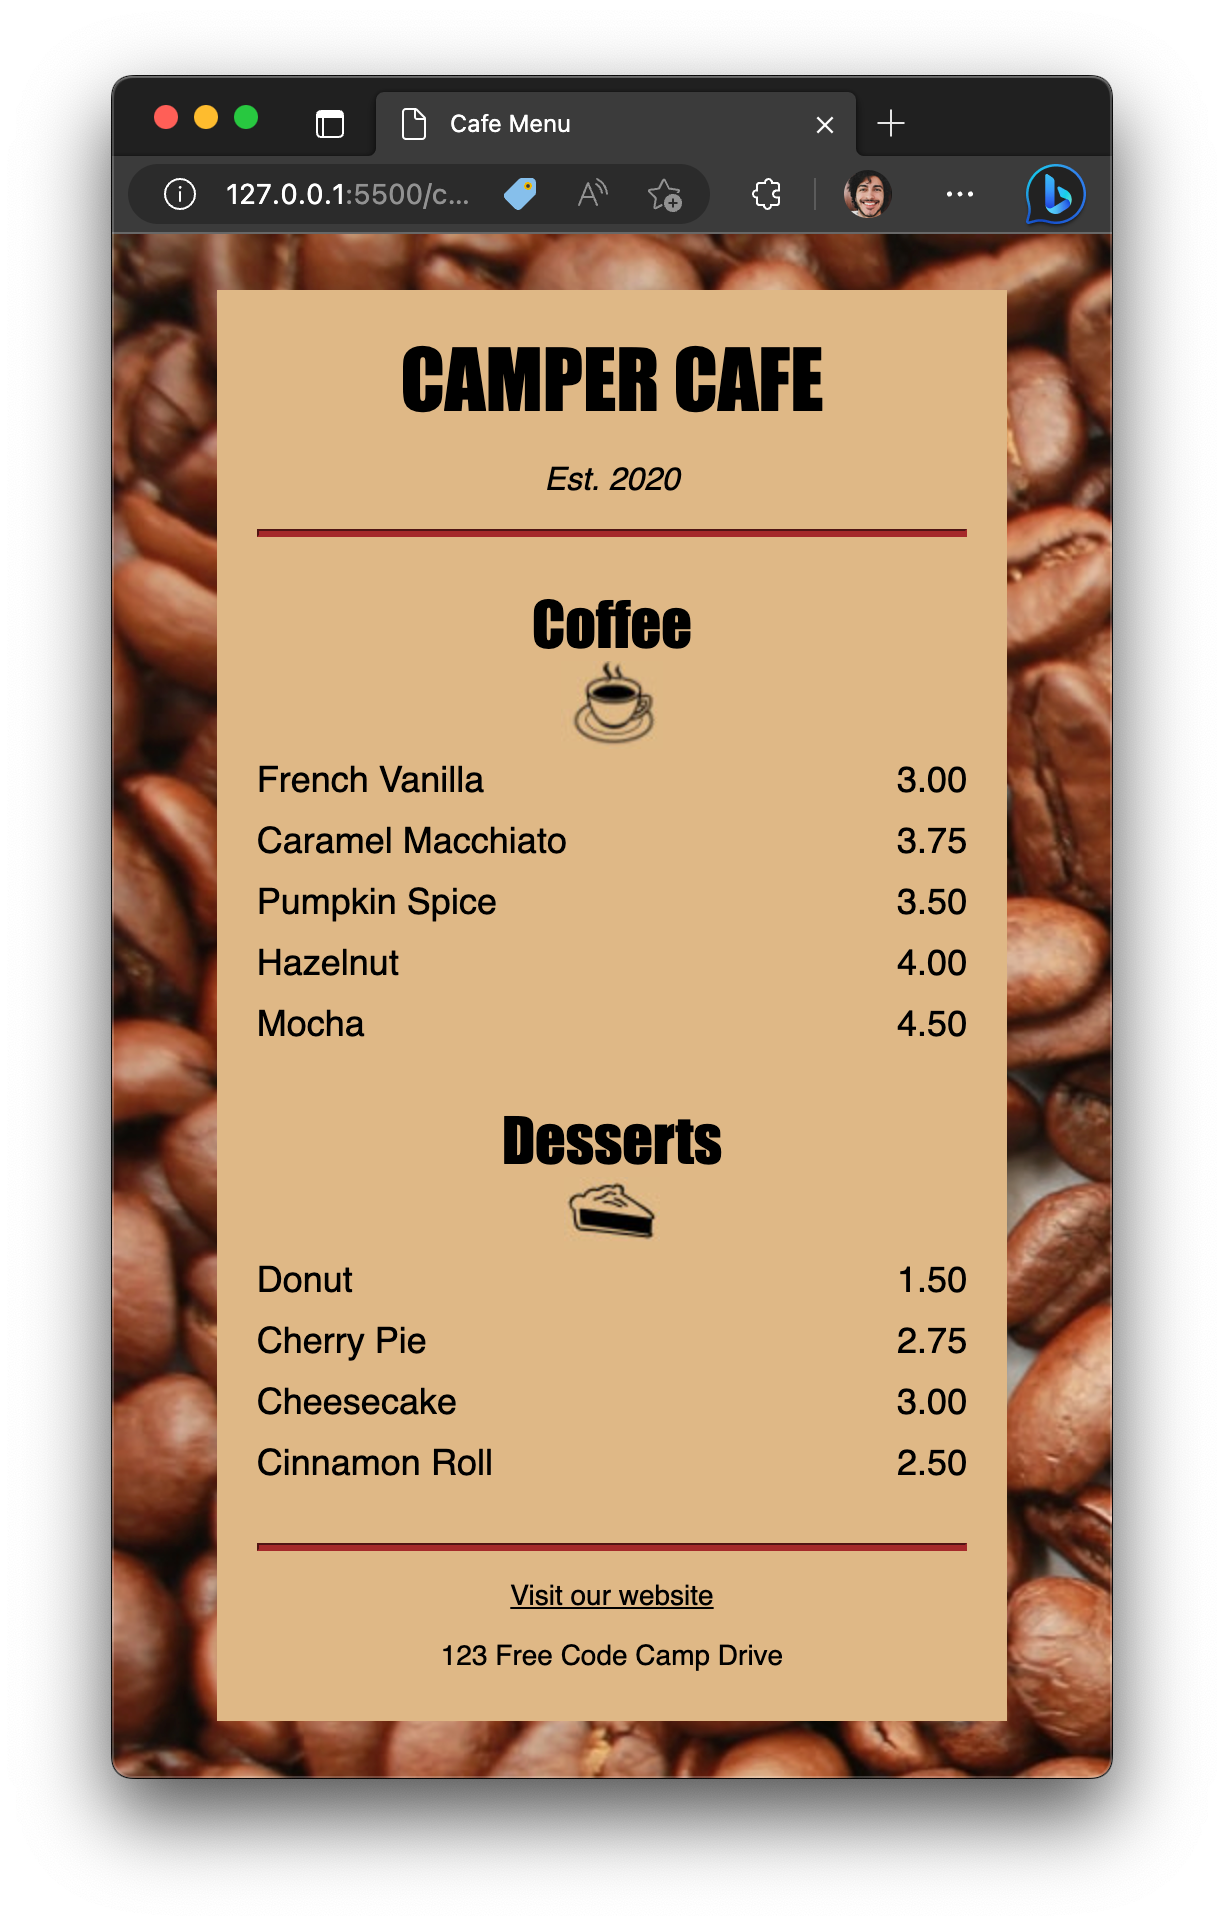 Cafe Menu
127.0.0.1:5500/c...
CAMPER CAFE
Est. 2020
Coffee
French Vanilla 3.00
Caramel Macchiato 3.75
Pumpkin Spice 3.50
Hazelnut 4.00
Mocha 4.50
Desserts
Donut 1.50
Cherry Pie 2.75
Cheesecake 3.00
Cinnamon Roll 2.50
Visit our website
123 Free Code Camp Drive